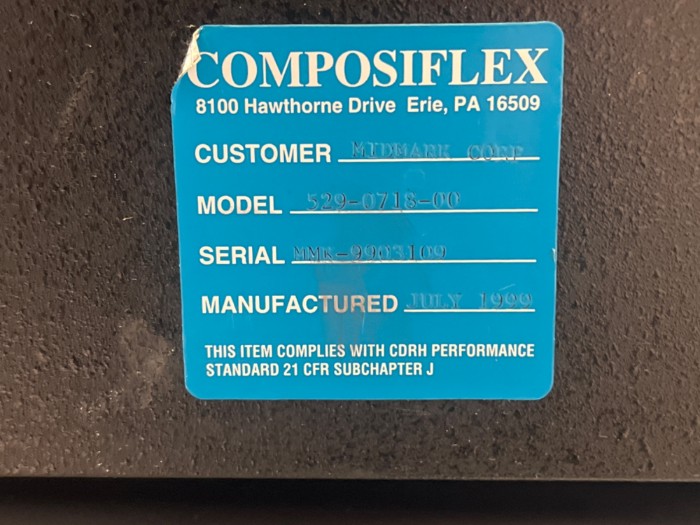 COMPOSIFLEX
8100 Hawthorne Drive Erie, PA 16509
CUSTOMER MIDMARK CORP
MODEL 529-0718-00
SERIAL MMK-9903109
MANUFACTURED JULY 1999
THIS ITEM COMPLIES WITH CDRH PERFORMANCE
STANDARD 21 CFR SUBCHAPTER J